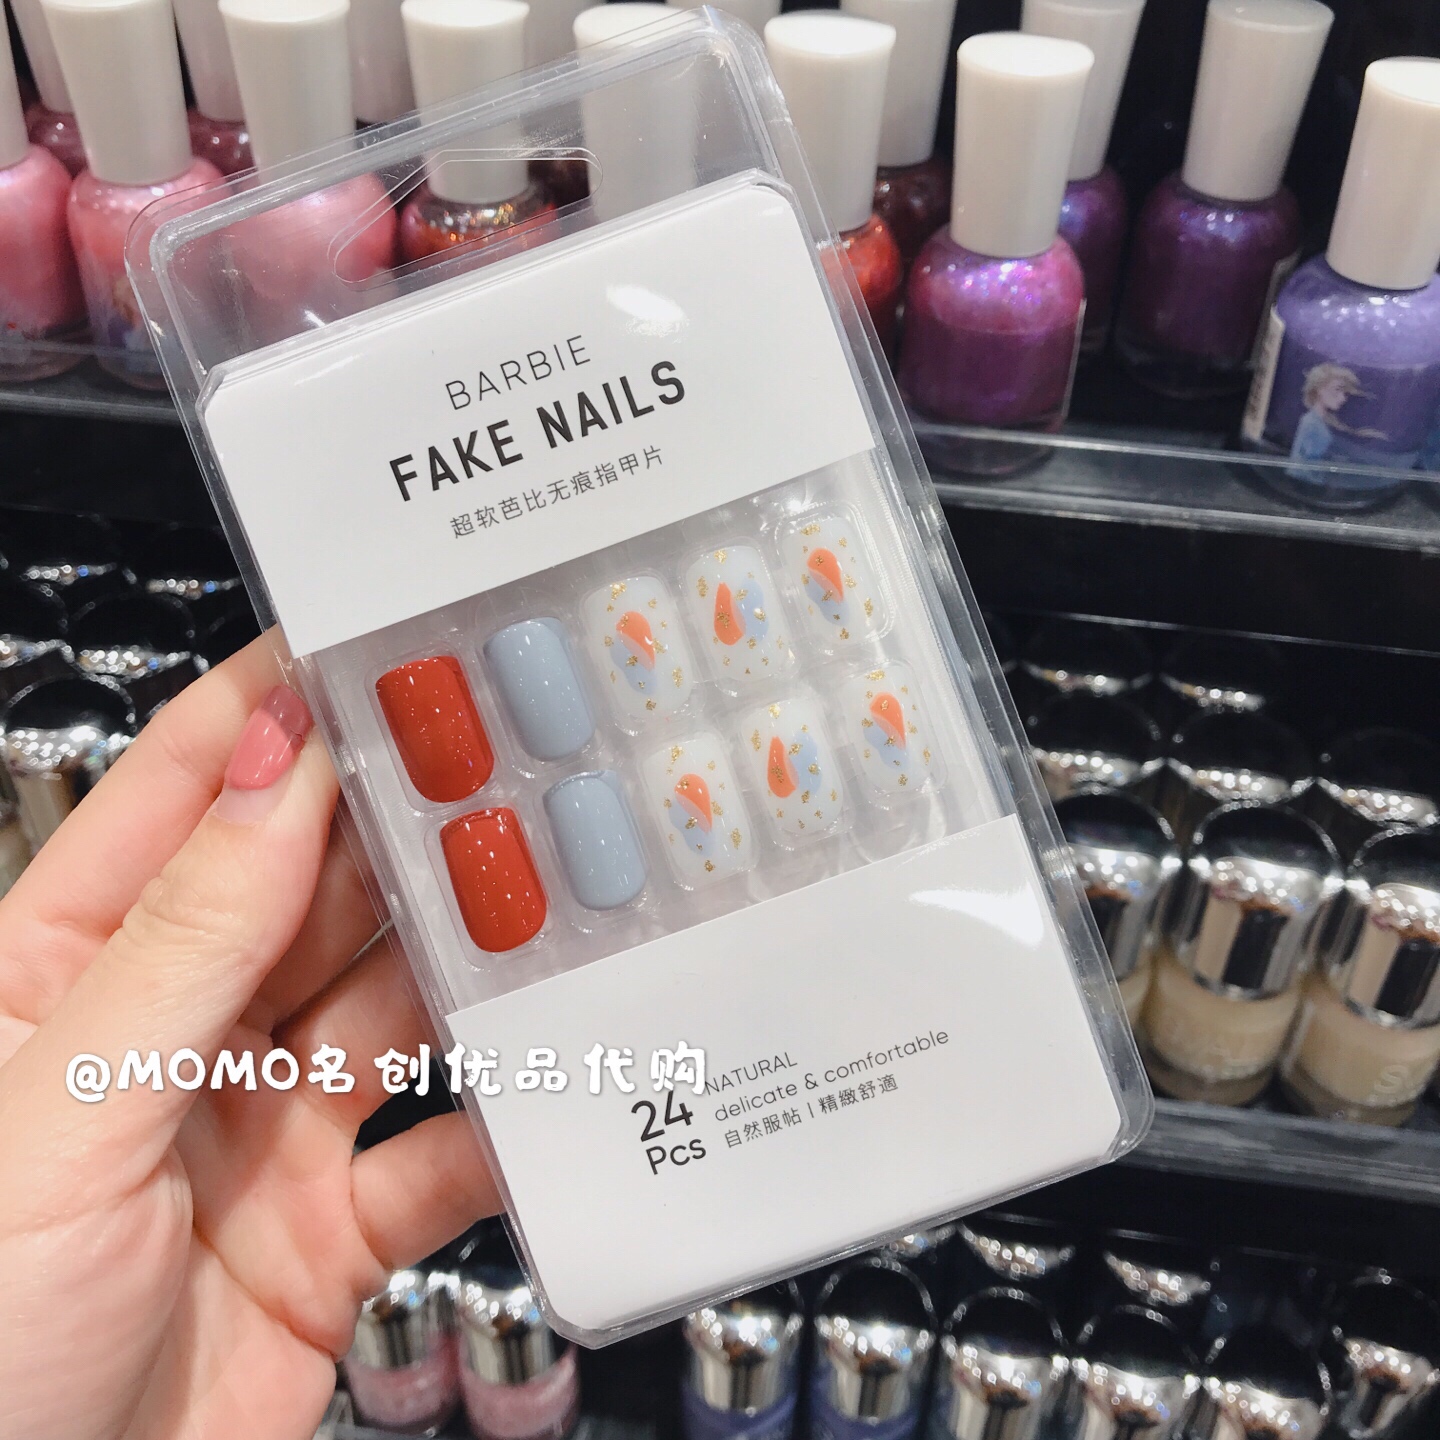 BARBIE
FAKE NAILS
超软芭比无痕指甲片
@MOMO名创优品代购
24
Pcs
NATURAL
delicate & comfortable
自然服帖 | 精緻舒適